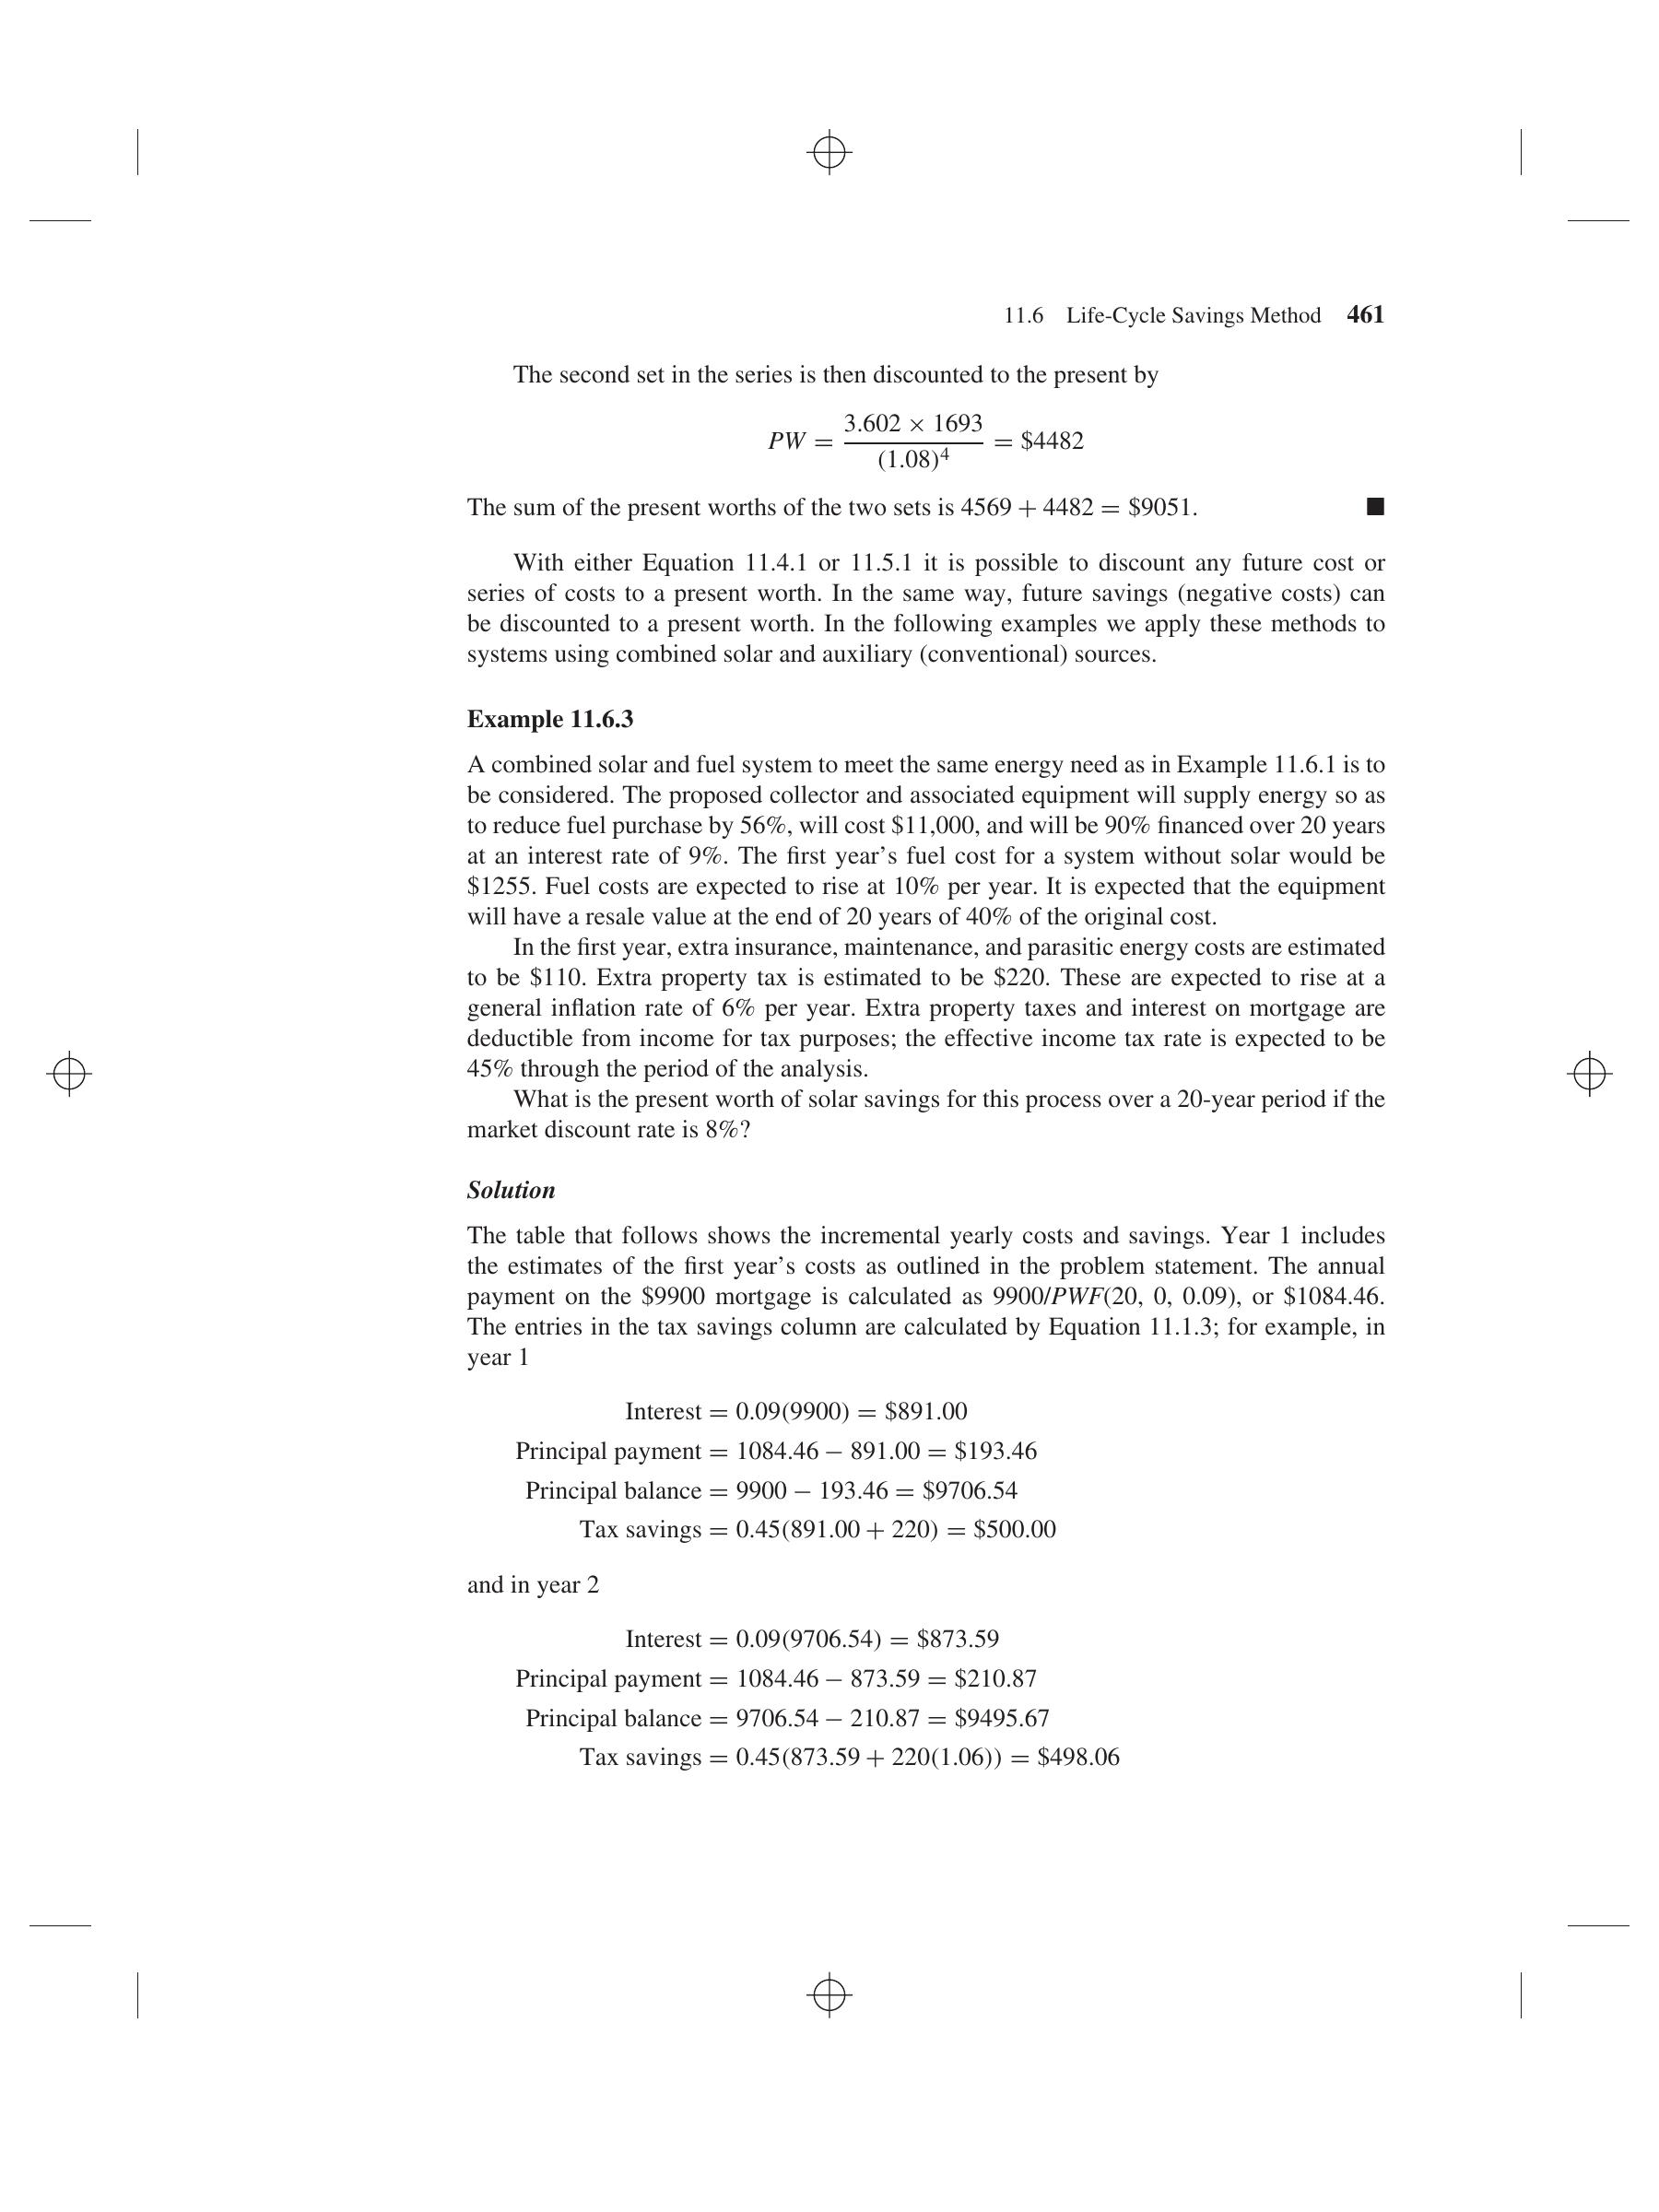 11.6 Life-Cycle Savings Method 461
The second set in the series is then discounted to the present by
PW = 3.602 × 1693 / (1.08)^4 = $4482
The sum of the present worths of the two sets is 4569 + 4482 = $9051. ■
With either Equation 11.4.1 or 11.5.1 it is possible to discount any future cost or
series of costs to a present worth. In the same way, future savings (negative costs) can
be discounted to a present worth. In the following examples we apply these methods to
systems using combined solar and auxiliary (conventional) sources.
Example 11.6.3
A combined solar and fuel system to meet the same energy need as in Example 11.6.1 is to
be considered. The proposed collector and associated equipment will supply energy so as
to reduce fuel purchase by 56%, will cost $11,000, and will be 90% financed over 20 years
at an interest rate of 9%. The first year’s fuel cost for a system without solar would be
$1255. Fuel costs are expected to rise at 10% per year. It is expected that the equipment
will have a resale value at the end of 20 years of 40% of the original cost.
In the first year, extra insurance, maintenance, and parasitic energy costs are estimated
to be $110. Extra property tax is estimated to be $220. These are expected to rise at a
general inflation rate of 6% per year. Extra property taxes and interest on mortgage are
deductible from income for tax purposes; the effective income tax rate is expected to be
45% through the period of the analysis.
What is the present worth of solar savings for this process over a 20-year period if the
market discount rate is 8%?
Solution
The table that follows shows the incremental yearly costs and savings. Year 1 includes
the estimates of the first year’s costs as outlined in the problem statement. The annual
payment on the $9900 mortgage is calculated as 9900/PWF(20, 0, 0.09), or $1084.46.
The entries in the tax savings column are calculated by Equation 11.1.3; for example, in
year 1
Interest = 0.09(9900) = $891.00
Principal payment = 1084.46 − 891.00 = $193.46
Principal balance = 9900 − 193.46 = $9706.54
Tax savings = 0.45(891.00 + 220) = $500.00
and in year 2
Interest = 0.09(9706.54) = $873.59
Principal payment = 1084.46 − 873.59 = $210.87
Principal balance = 9706.54 − 210.87 = $9495.67
Tax savings = 0.45(873.59 + 220(1.06)) = $498.06